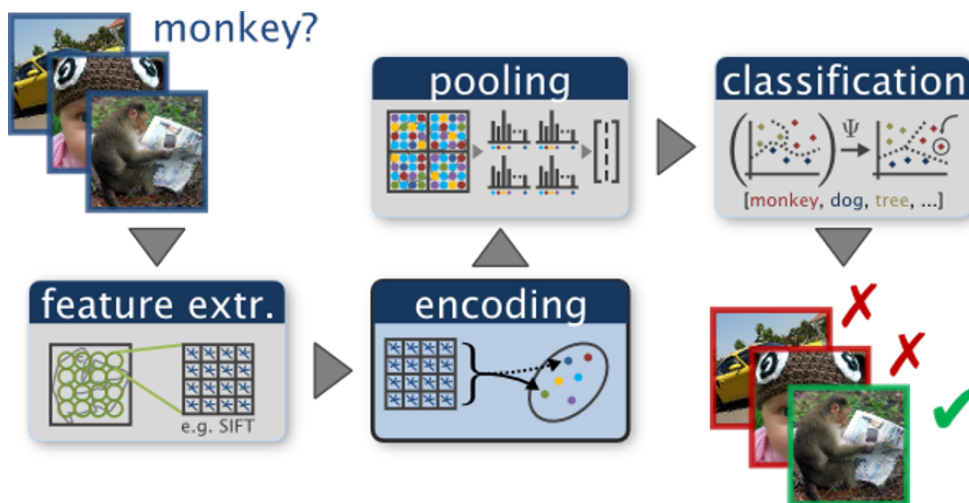 monkey?
feature extr.
e.g. SIFT
encoding
pooling
classification
Ψ
[monkey, dog, tree, ...]